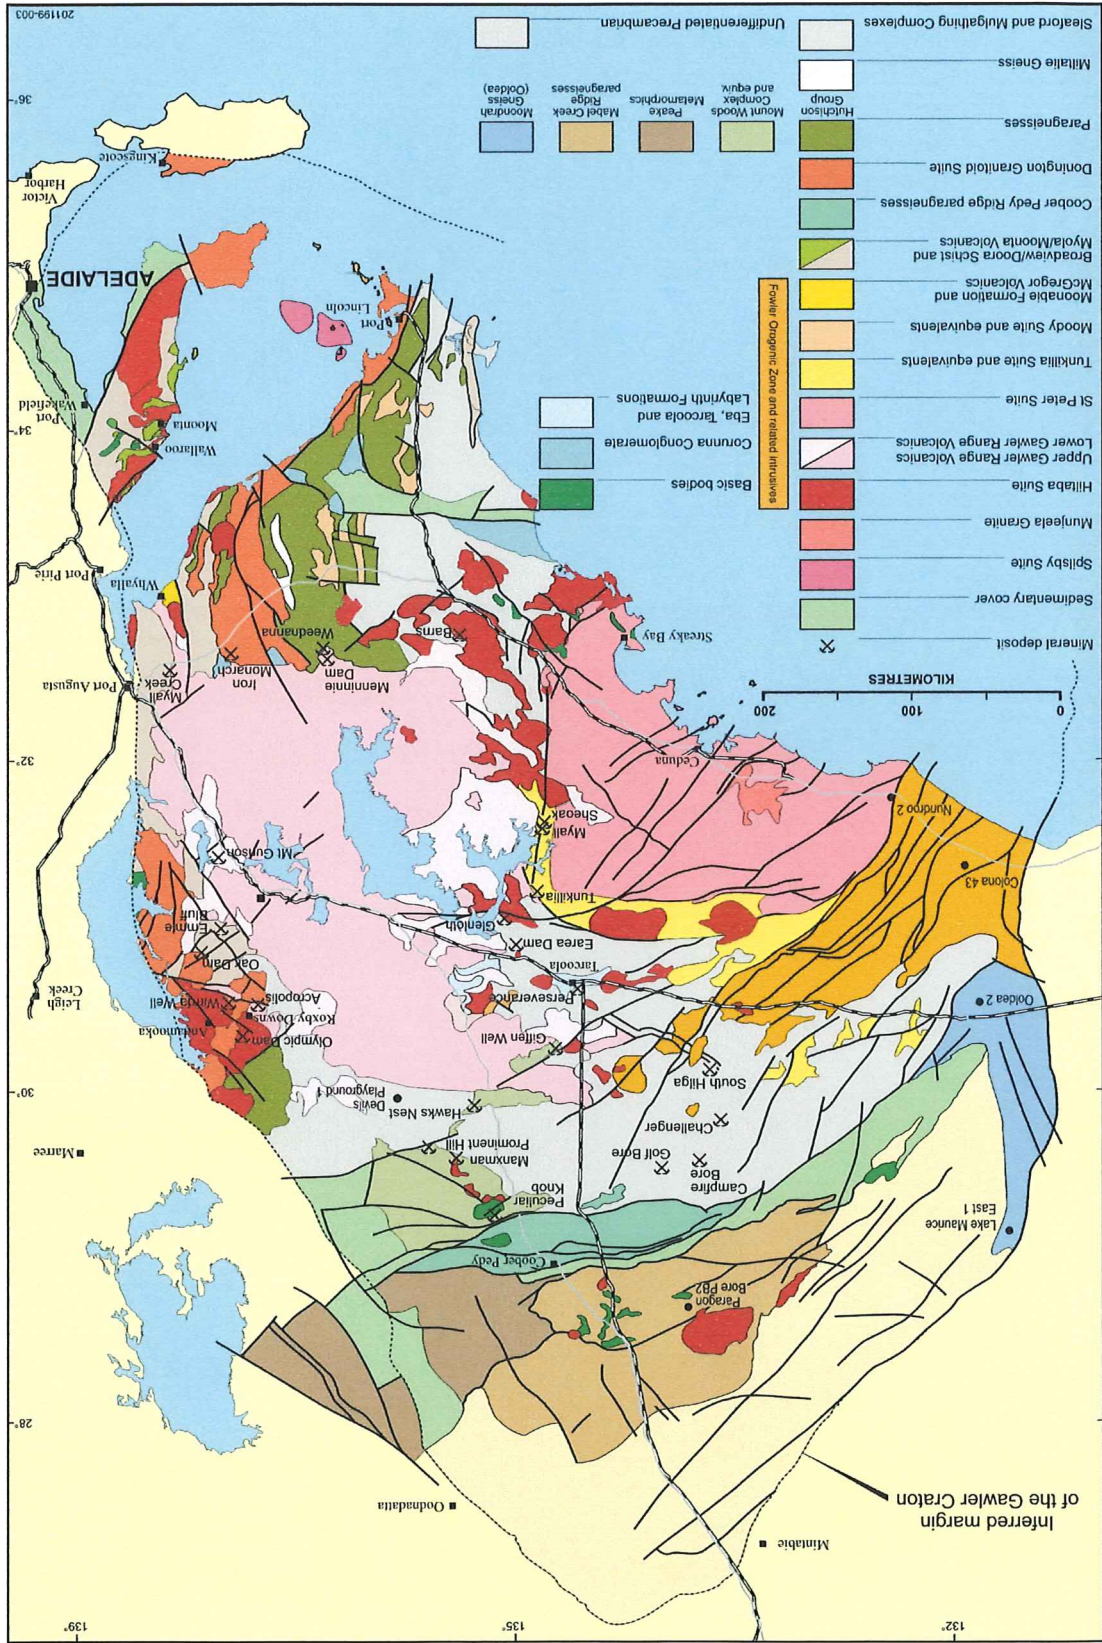 132°
135°
139°
Mintabie
Inferred margin
of the Gawler Craton
Oodnadatta
28°
Paragon
Bore PB2
Coober Pedy
Lake Maurice
East 1
Peculiar
Knob
Campfire
Bore
Golf Bore
Manxman
Prominent Hill
Marree
Challenger
Hawks Nest
Devils
Playground 1
30°
South Hilga
Giffen Well
Olympic Dam
Andamooka
Roxby Downs
Ooldea 2
Perseverance
Acropolis
Wirrda Well
Leigh
Creek
Tarcoola
Earea Dam
Oak Dam
Glenloth
Emmie
Bluff
Tunkillia
Colona 43
Mt Gunson
Myall
Sheoak
Nundroo 2
Ceduna
32°
0
100
200
KILOMETRES
Port Augusta
Myall
Creek
Iron
Monarch
Menninnie
Dam
Weednanna
Barns
Streaky Bay
Whyalla
Port Pirie
Mineral deposit
Sedimentary cover
Spilsby Suite
Munjeela Granite
Hiltaba Suite
Upper Gawler Range Volcanics
Lower Gawler Range Volcanics
St Peter Suite
Tunkillia Suite and equivalents
Moody Suite and equivalents
Moonabie Formation and
McGregor Volcanics
Broadview/Doora Schist and
Myola/Moonta Volcanics
Coober Pedy Ridge paragneisses
Donington Granitoid Suite
Paragneisses
Hutchison
Group
Mount Woods
Complex
and equiv.
Peake
Metamorphics
Mabel Creek
Ridge
paragneisses
Moondrah
Gneiss
(Ooldea)
Miltalie Gneiss
Sleaford and Mulgathing Complexes
Undifferentiated Precambrian
Fowler Orogenic Zone and related intrusives
Basic bodies
Corunna Conglomerate
Eba, Tarcoola and
Labyrinth Formations
Wallaroo
Moonta
34°
Port
Wakefield
Port
Lincoln
ADELAIDE
Victor
Harbor
Kingscote
36°
201199-003